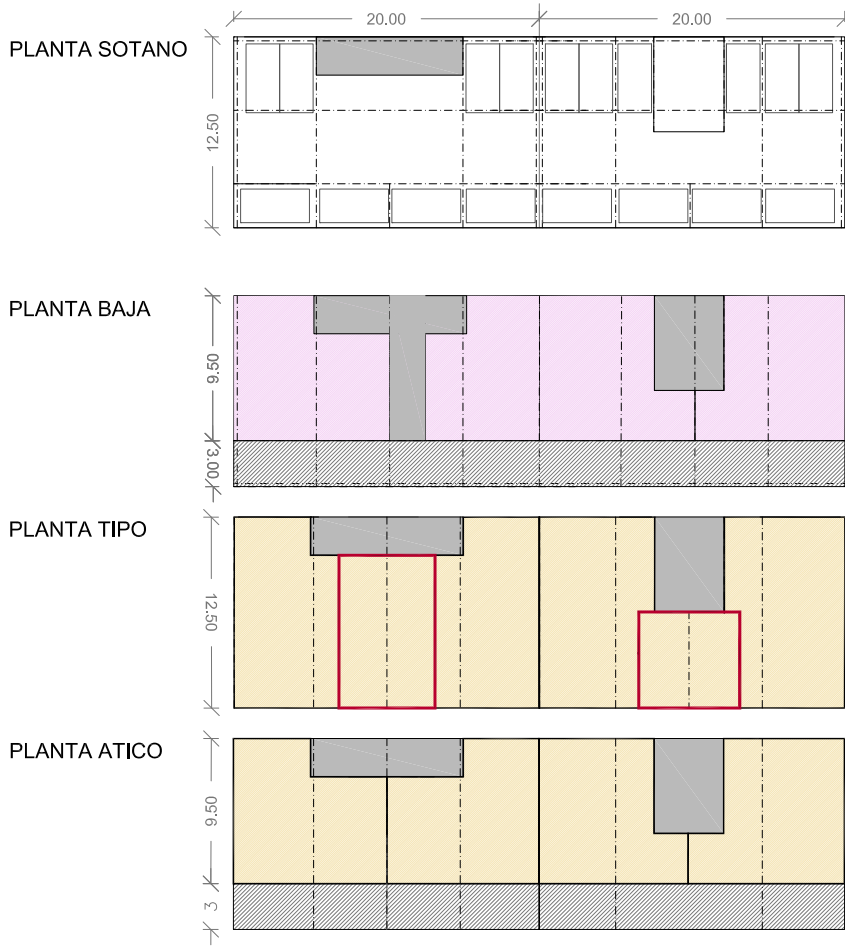 20.00 20.00
PLANTA SOTANO
12.50
PLANTA BAJA
9.50
3.00
PLANTA TIPO
12.50
PLANTA ATICO
9.50
3